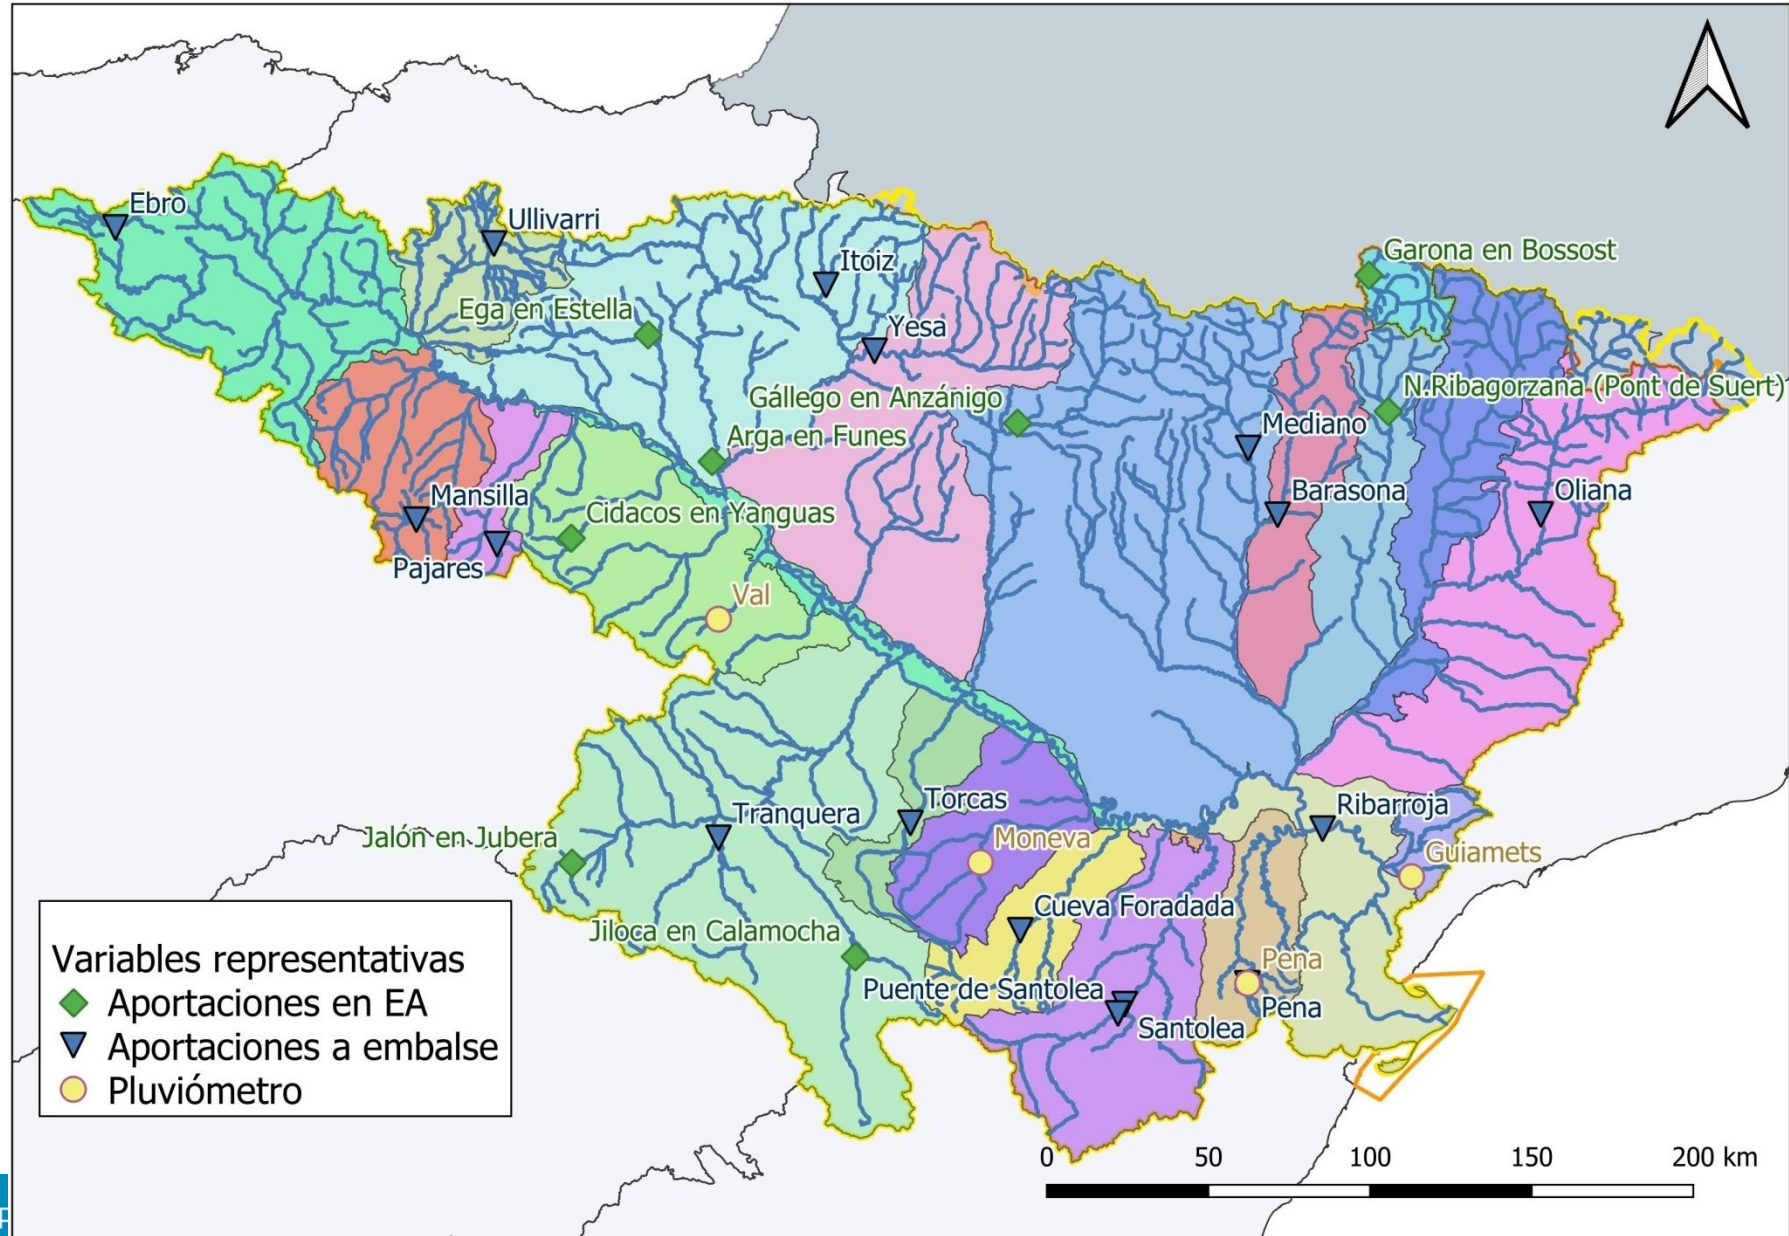 Ebro
Ullivarri
Itoiz
Garona en Bossost
Ega en Estella
Yesa
Gállego en Anzánigo
N.Ribagorzana (Pont de Suert)
Mediano
Arga en Funes
Barasona
Oliana
Mansilla
Cidacos en Yanguas
Pajares
Val
Torcas
Tranquera
Ribarroja
Jalón en Jubera
Moneva
Guiamets
Cueva Foradada
Jiloca en Calamocha
Pena
Puente de Santolea
Pena
Santolea
Variables representativas
Aportaciones en EA
Aportaciones a embalse
Pluviómetro
0 50 100 150 200 km